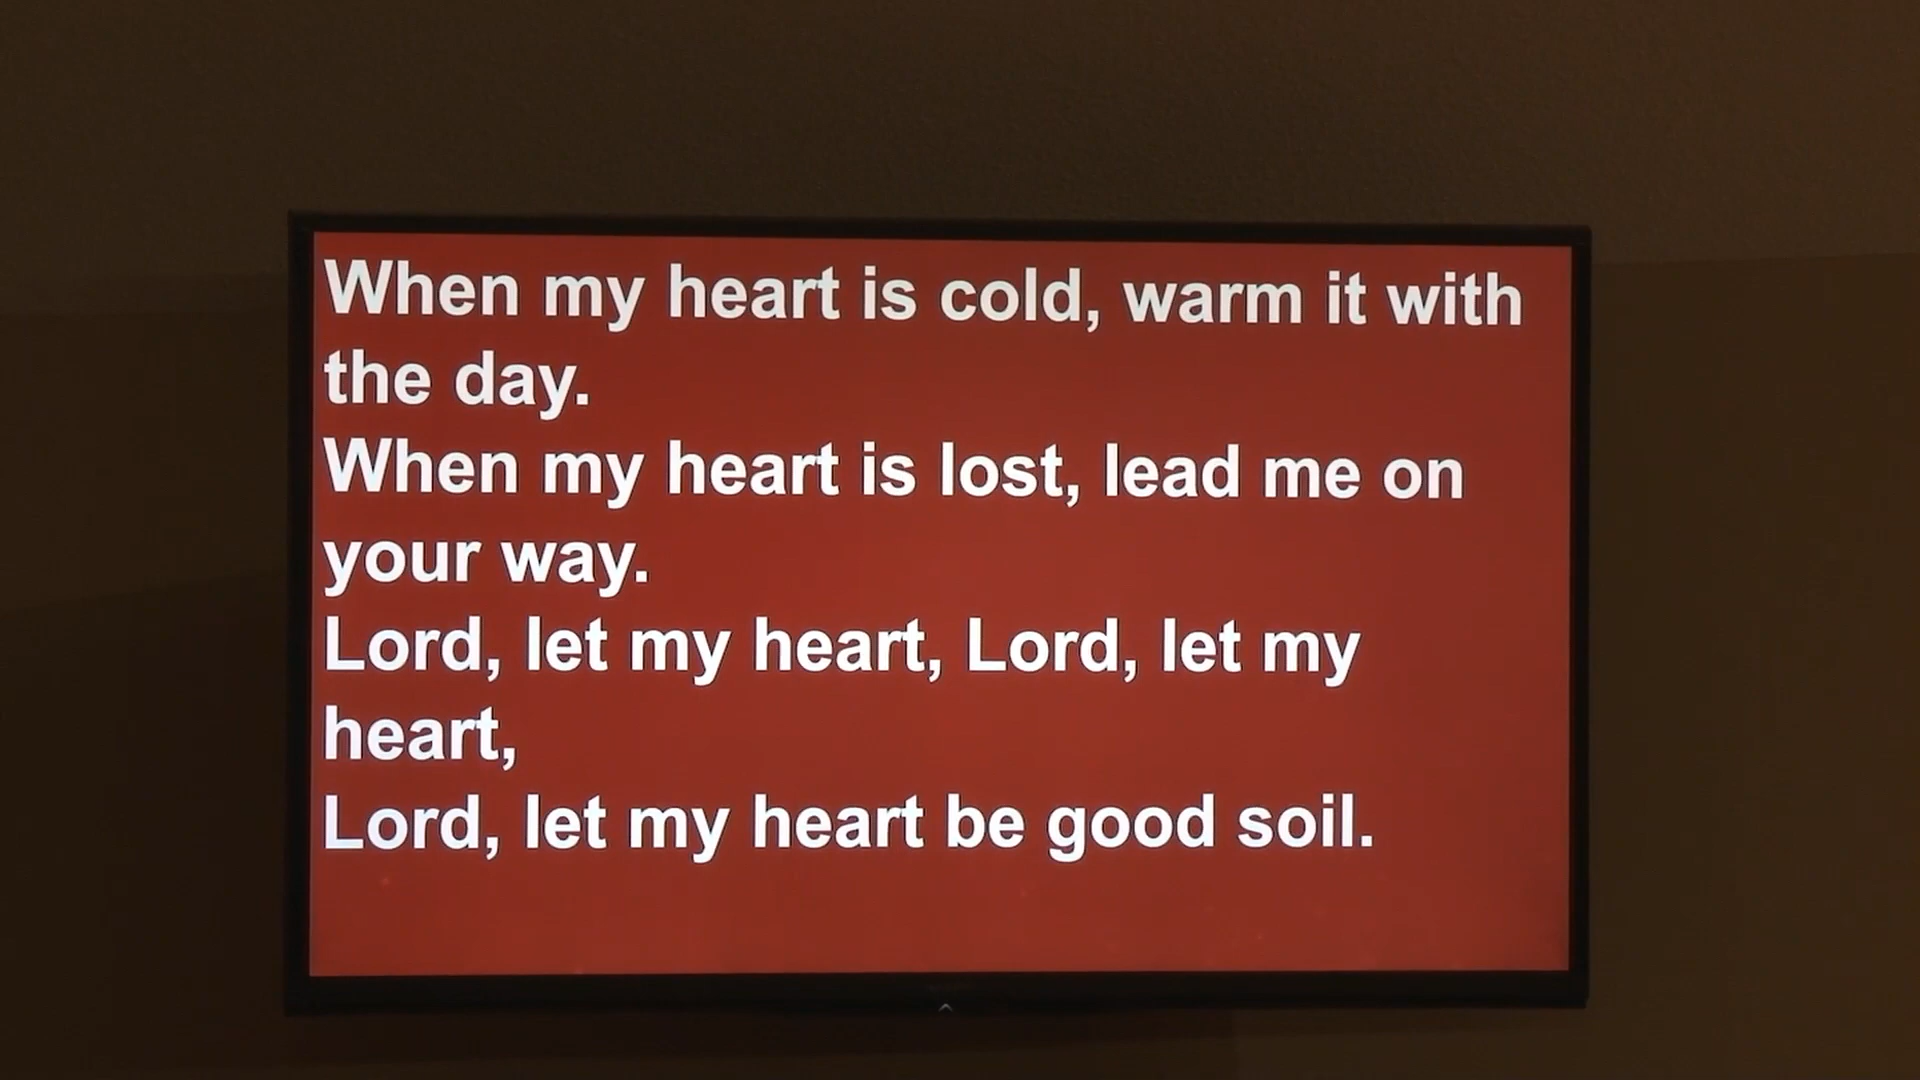 When my heart is cold, warm it with
the day.
When my heart is lost, lead me on
your way.
Lord, let my heart, Lord, let my
heart,
Lord, let my heart be good soil.